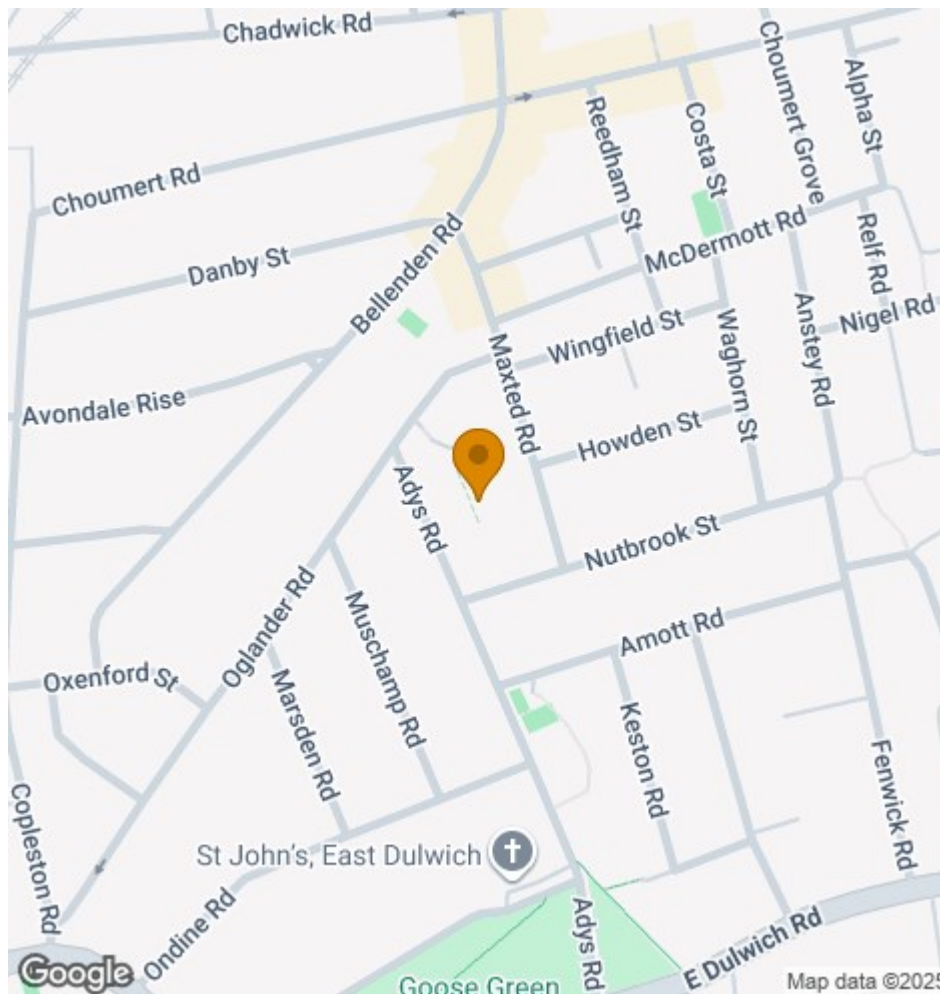 Chadwick Rd
Choumert Grove
Alpha St
Reedham St
Costa St
Choumert Rd
McDermott Rd
Relf Rd
Danby St
Bellenden Rd
Nigel Rd
Anstey Rd
Wingfield St
Waghorn St
Maxted Rd
Avondale Rise
Howden St
Adys Rd
Nutbrook St
Oglander Rd
Muschamp Rd
Amott Rd
Oxenford St
Marsden Rd
Keston Rd
Fenwick Rd
Copleston Rd
St John's, East Dulwich
Ondine Rd
Adys Rd
E Dulwich Rd
Google
Goose Green
Map data ©2025